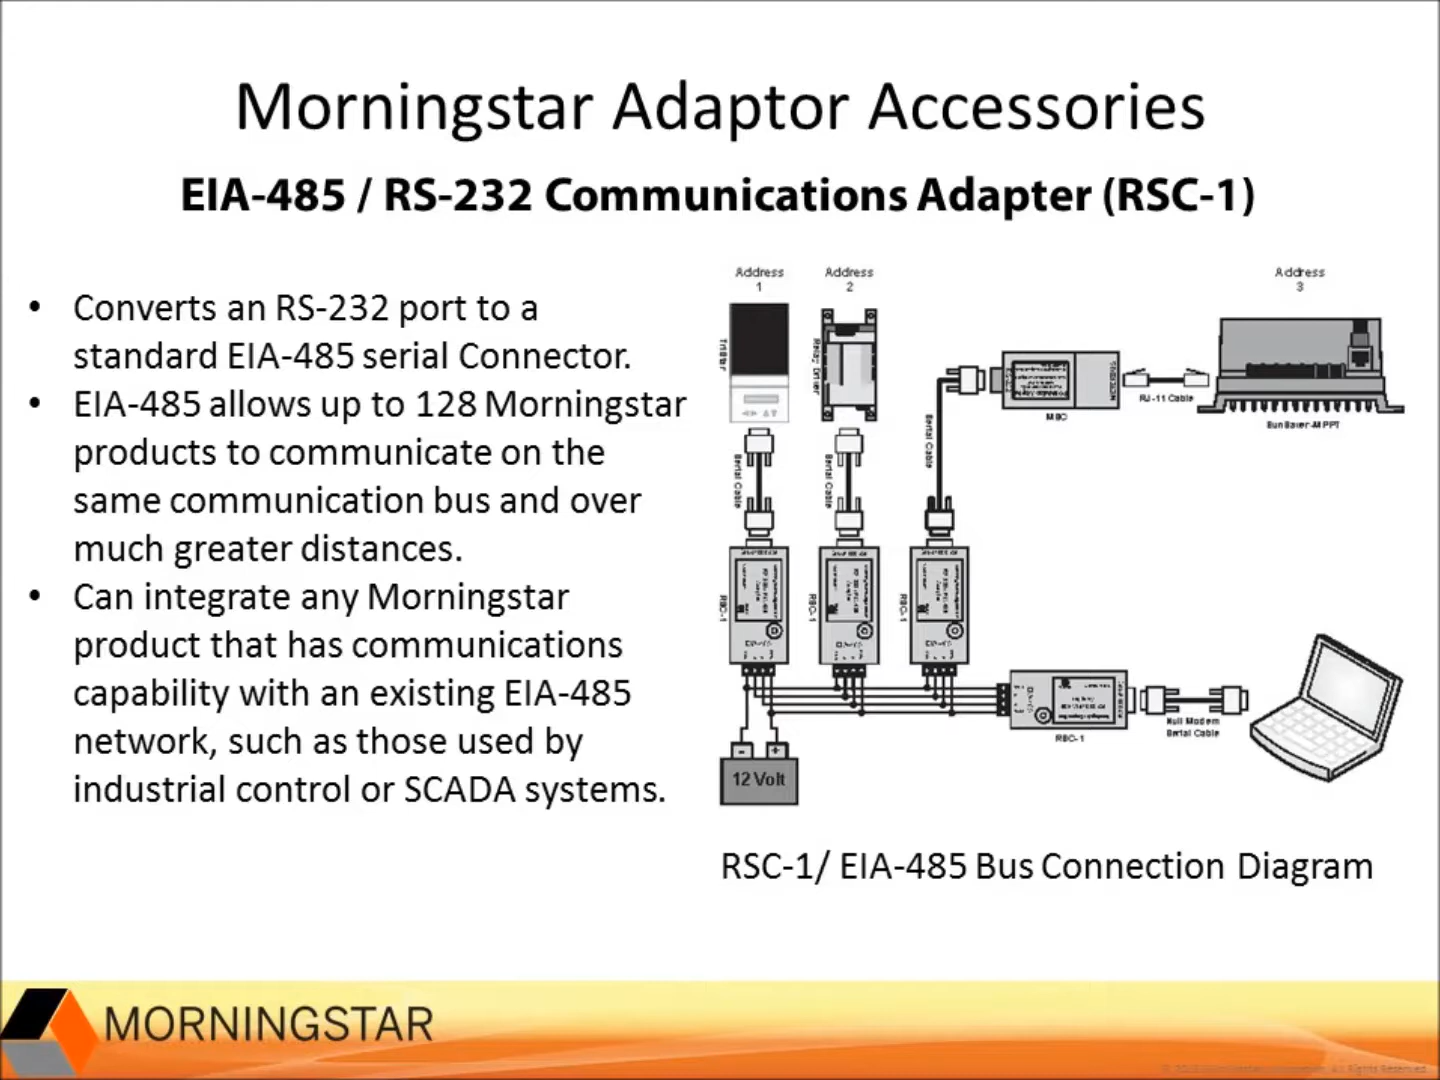 Morningstar Adaptor Accessories
EIA-485 / RS-232 Communications Adapter (RSC-1)
• Converts an RS-232 port to a
standard EIA-485 serial Connector.
• EIA-485 allows up to 128 Morningstar
products to communicate on the
same communication bus and over
much greater distances.
• Can integrate any Morningstar
product that has communications
capability with an existing EIA-485
network, such as those used by
industrial control or SCADA systems.
Address
1
Address
2
Address
3
TriStar
Relay Driver
Serial Cable
Serial Cable
Serial Cable
MSC
RJ-11 Cable
SunSaver-MPPT
RSC-1
RSC-1
RSC-1
RSC-1
Null Modem
Serial Cable
- +
12 Volt
RSC-1/ EIA-485 Bus Connection Diagram
MORNINGSTAR